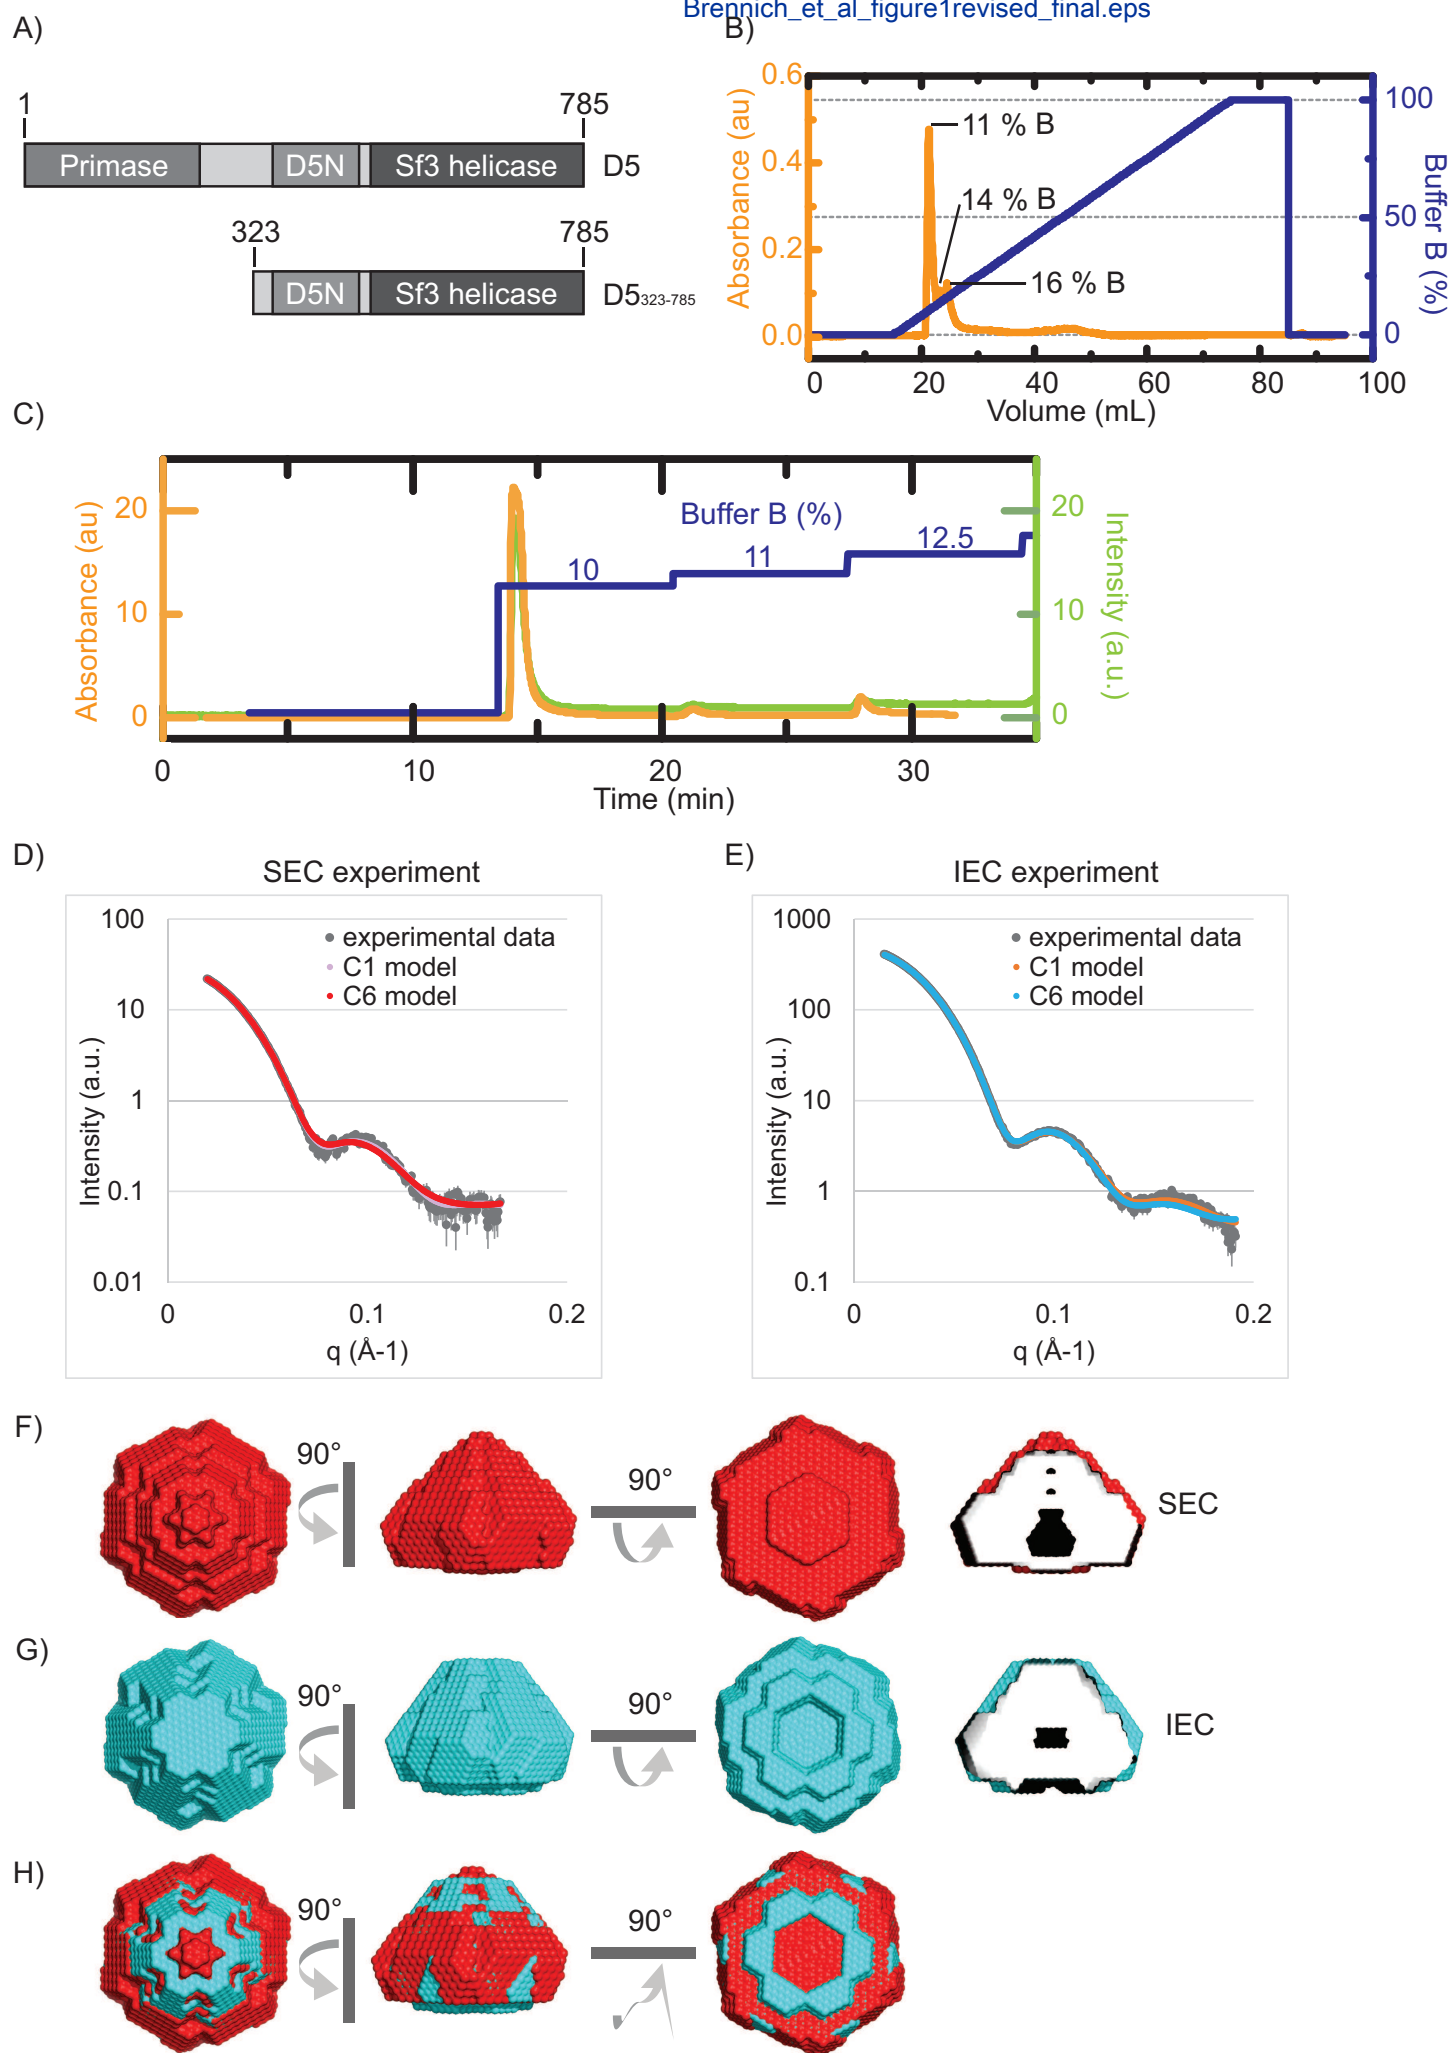 Brennich_et_al_figure1revised_final.eps
A)
1
785
Primase
D5N
Sf3 helicase
D5
323
785
D5N
Sf3 helicase
D5323-785
B)
0.6
0.4
0.2
0.0
Absorbance (au)
11 % B
14 % B
16 % B
100
50
0
Buffer B (%)
0 20 40 60 80 100
Volume (mL)
C)
20
10
0
Absorbance (au)
Buffer B (%)
10
11
12.5
20
10
0
Intensity (a.u.)
0 10 20 30
Time (min)
D)
SEC experiment
100
10
1
0.1
0.01
Intensity (a.u.)
experimental data
C1 model
C6 model
0 0.1 0.2
q (Å-1)
E)
IEC experiment
1000
100
10
1
0.1
Intensity (a.u.)
experimental data
C1 model
C6 model
0 0.1 0.2
q (Å-1)
F)
90°
90°
SEC
G)
90°
90°
IEC
H)
90°
90°